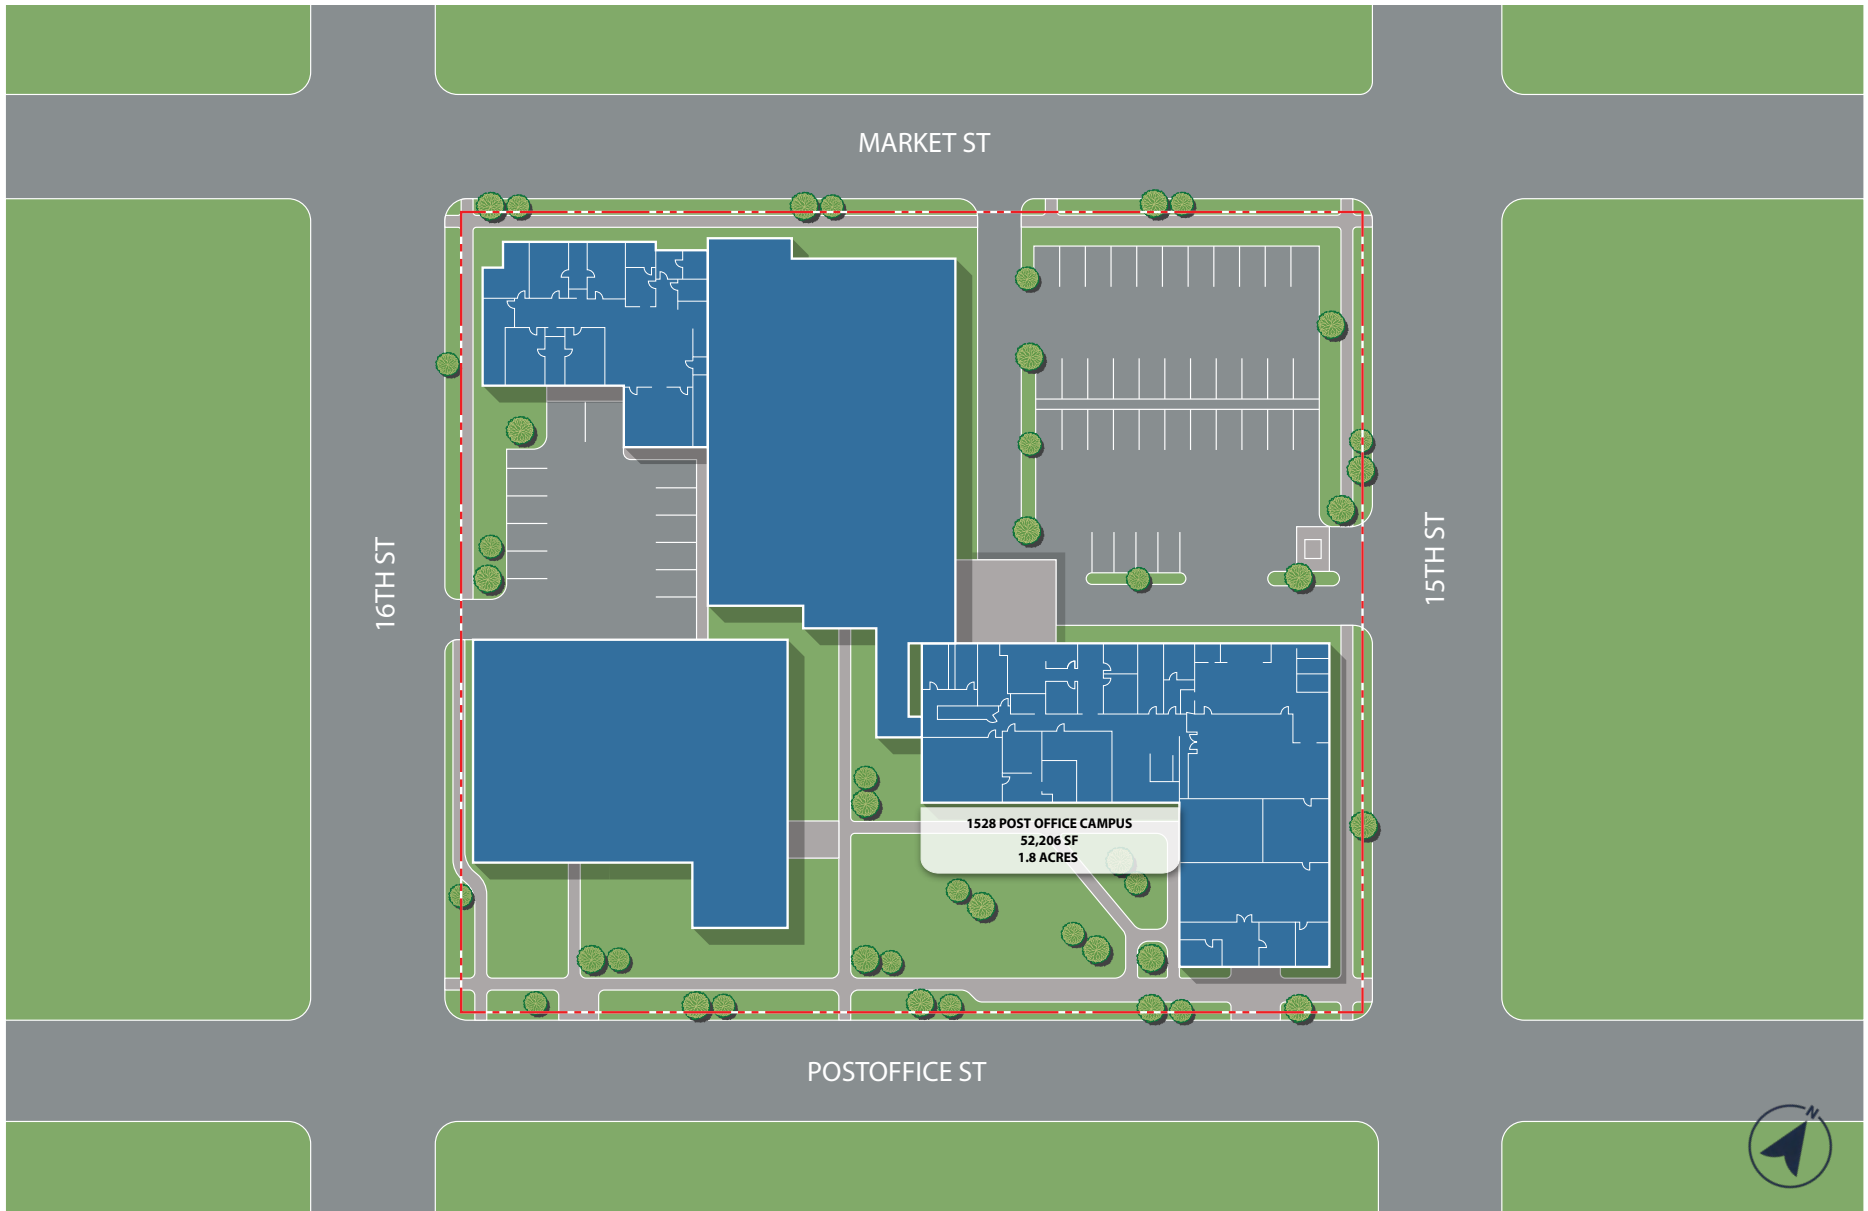 MARKET ST
16TH ST
15TH ST
1528 POST OFFICE CAMPUS
52,206 SF
1.8 ACRES
POSTOFFICE ST
N